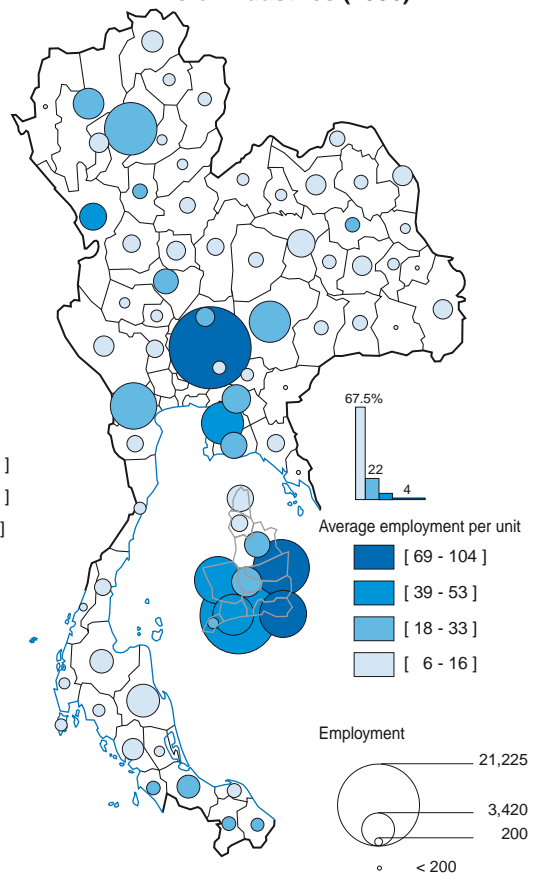 67.5%
22
4
]
]
]
Average employment per unit
[ 69 - 104 ]
[ 39 - 53 ]
[ 18 - 33 ]
[ 6 - 16 ]
Employment
21,225
3,420
200
< 200